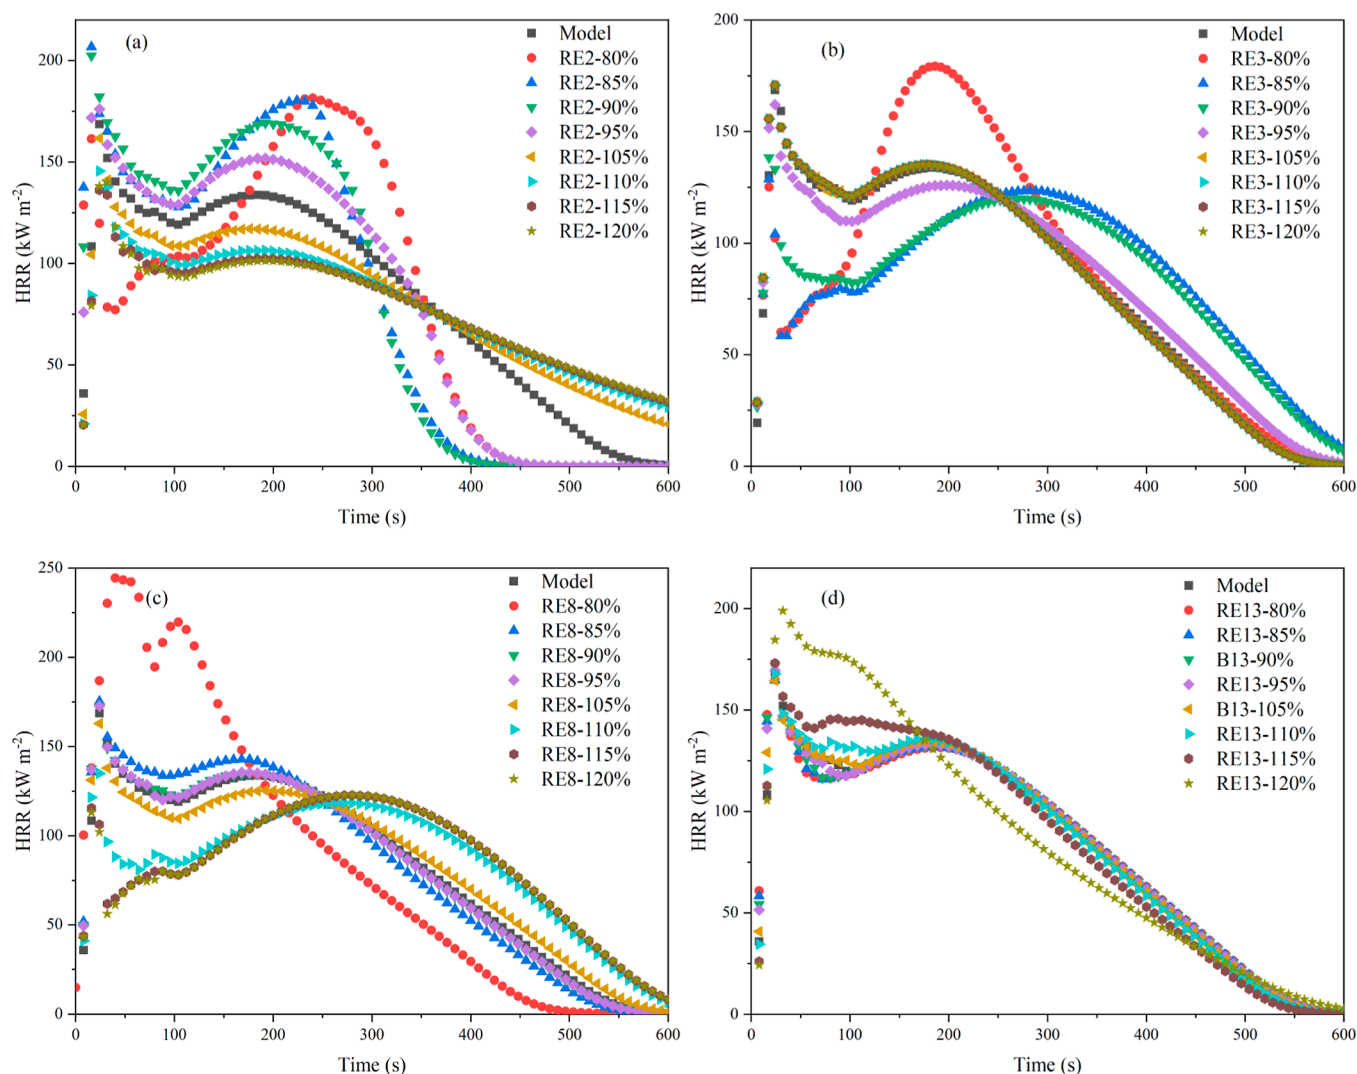 (a)
Model
RE2-80%
RE2-85%
RE2-90%
RE2-95%
RE2-105%
RE2-110%
RE2-115%
RE2-120%
HRR (kW m⁻²)
200
150
100
50
0
0 100 200 300 400 500 600
Time (s)
(b)
Model
RE3-80%
RE3-85%
RE3-90%
RE3-95%
RE3-105%
RE3-110%
RE3-115%
RE3-120%
HRR (kW m⁻²)
200
150
100
50
0
0 100 200 300 400 500 600
Time (s)
(c)
Model
RE8-80%
RE8-85%
RE8-90%
RE8-95%
RE8-105%
RE8-110%
RE8-115%
RE8-120%
HRR (kW m⁻²)
250
200
150
100
50
0
0 100 200 300 400 500 600
Time (s)
(d)
Model
RE13-80%
RE13-85%
B13-90%
RE13-95%
B13-105%
RE13-110%
RE13-115%
RE13-120%
HRR (kW m⁻²)
200
150
100
50
0
0 100 200 300 400 500 600
Time (s)